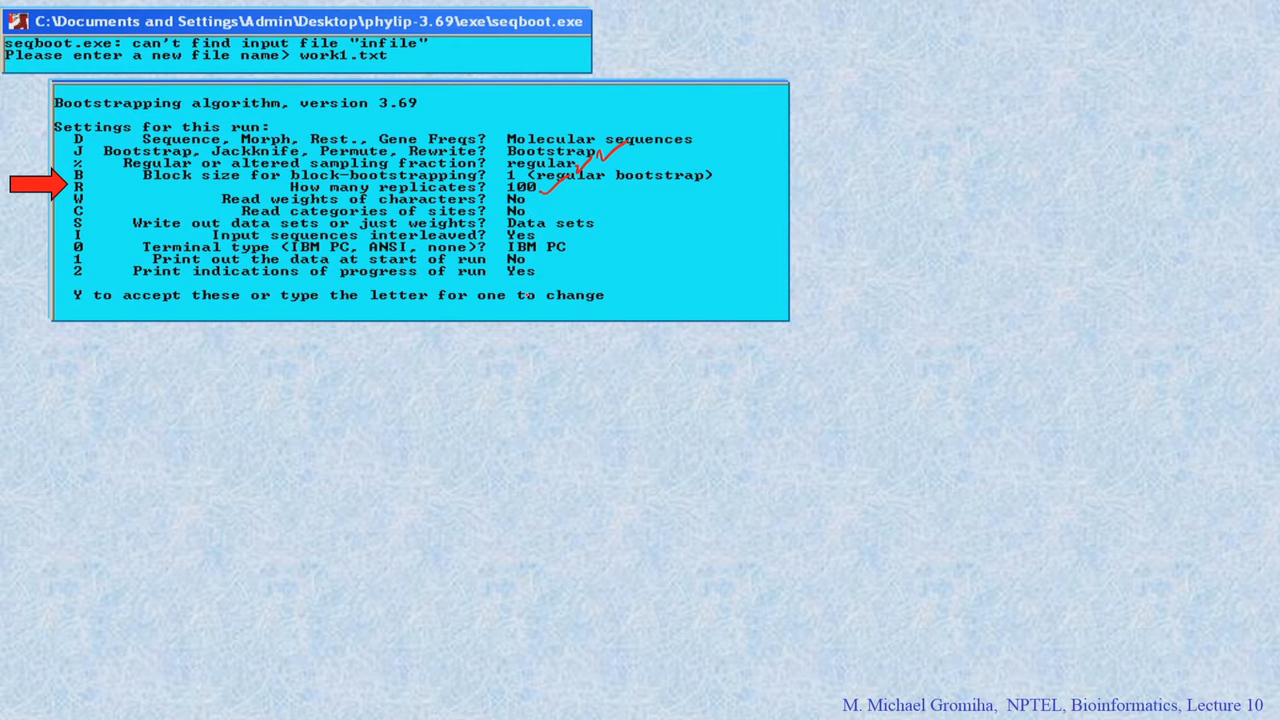 C:\Documents and Settings\Admin\Desktop\phylip-3.69\exe\seqboot.exe
seqboot.exe: can't find input file "infile"
Please enter a new file name> work1.txt
Bootstrapping algorithm, version 3.69
Settings for this run:
D Sequence, Morph, Rest., Gene Freqs? Molecular sequences
J Bootstrap, Jackknife, Permute, Rewrite? Bootstrap
% Regular or altered sampling fraction? regular
B Block size for block-bootstrapping? 1 (regular bootstrap)
R How many replicates? 100
W Read weights of characters? No
C Read categories of sites? No
S Write out data sets or just weights? Data sets
I Input sequences interleaved? Yes
0 Terminal type (IBM PC, ANSI, none)? IBM PC
1 Print out the data at start of run No
2 Print indications of progress of run Yes
Y to accept these or type the letter for one to change
M. Michael Gromiha, NPTEL, Bioinformatics, Lecture 10